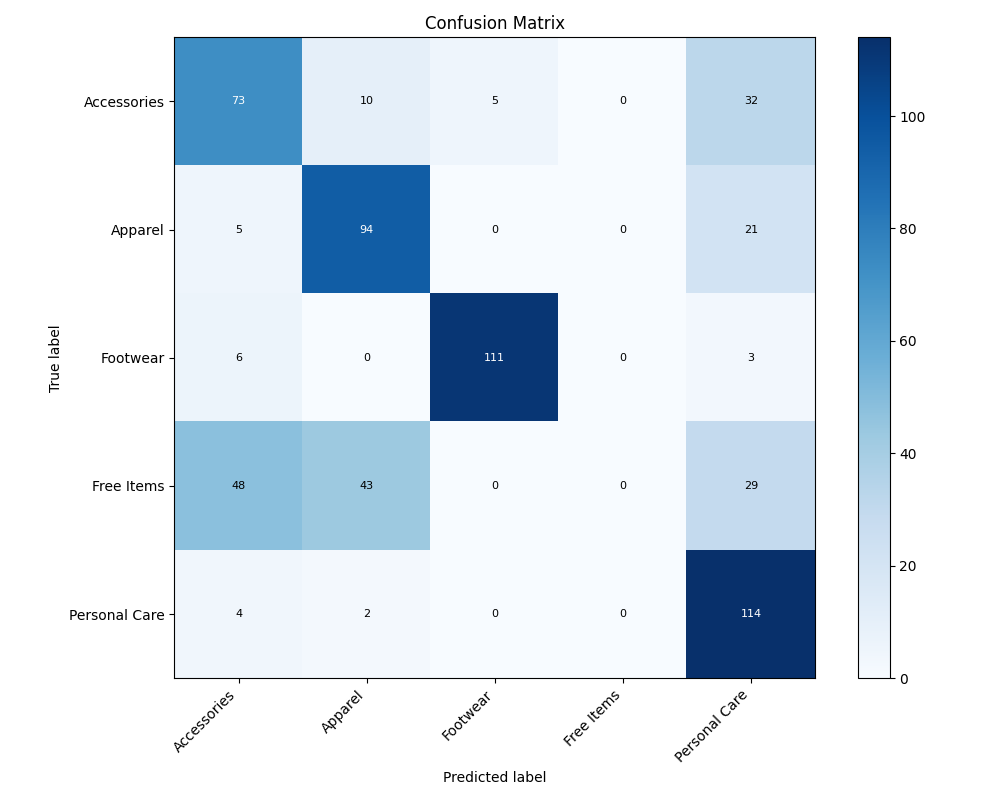 Confusion Matrix
Accessories 73 10 5 0 32
Apparel 5 94 0 0 21
Footwear 6 0 111 0 3
Free Items 48 43 0 0 29
Personal Care 4 2 0 0 114
True label
Accessories Apparel Footwear Free Items Personal Care
Predicted label
100
80
60
40
20
0